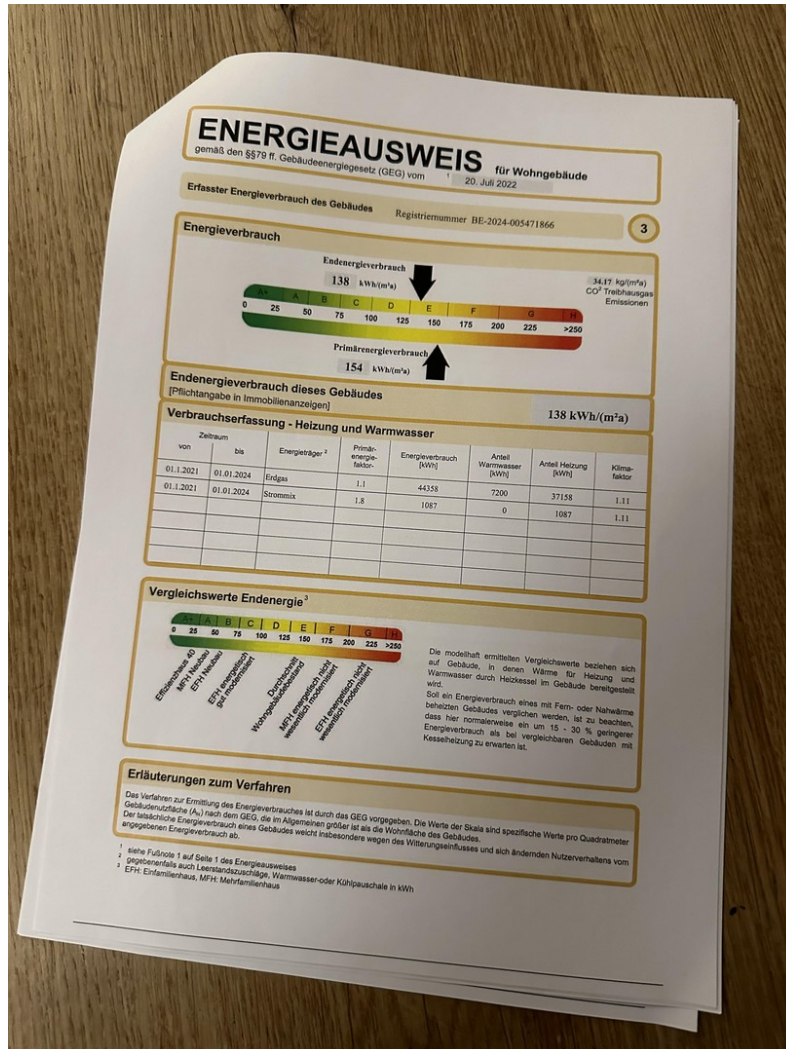 ENERGIEAUSWEIS für Wohngebäude
gemäß den §§79 ff. Gebäudeenergiegesetz (GEG) vom ¹ 20. Juli 2022
Erfasster Energieverbrauch des Gebäudes Registriernummer BE-2024-005471866 3
Energieverbrauch
Endenergieverbrauch
138 kWh/(m²a)
34.17 kg/(m²a)
CO² Treibhausgas
Emissionen
A+ A B C D E F G H
0 25 50 75 100 125 150 175 200 225 >250
Primärenergieverbrauch
154 kWh/(m²a)
Endenergieverbrauch dieses Gebäudes
[Pflichtangabe in Immobilienanzeigen]
138 kWh/(m²a)
Verbrauchserfassung - Heizung und Warmwasser
Zeitraum
von bis
Energieträger ²
Primär-
energie-
faktor-
Energieverbrauch
[kWh]
Anteil
Warmwasser
[kWh]
Anteil Heizung
[kWh]
Klima-
faktor
01.1.2021 01.01.2024 Erdgas 1.1 44358 7200 37158 1.11
01.1.2021 01.01.2024 Strommix 1.8 1087 0 1087 1.11
Vergleichswerte Endenergie ³
A+ A B C D E F G H
0 25 50 75 100 125 150 175 200 225 >250
Effizienzhaus 40
MFH Neubau
EFH Neubau
EFH energetisch
gut modernisiert
Durchschnitt
Wohngebäudebestand
MFH energetisch nicht
wesentlich modernisiert
EFH energetisch nicht
wesentlich modernisiert
Die modellhaft ermittelten Vergleichswerte beziehen sich
auf Gebäude, in denen Wärme für Heizung und
Warmwasser durch Heizkessel im Gebäude bereitgestellt
wird.
Soll ein Energieverbrauch eines mit Fern- oder Nahwärme
beheizten Gebäudes verglichen werden, ist zu beachten,
dass hier normalerweise ein um 15 - 30 % geringerer
Energieverbrauch als bei vergleichbaren Gebäuden mit
Kesselheizung zu erwarten ist.
Erläuterungen zum Verfahren
Das Verfahren zur Ermittlung des Energieverbrauches ist durch das GEG vorgegeben. Die Werte der Skala sind spezifische Werte pro Quadratmeter
Gebäudenutzfläche (AN) nach dem GEG, die im Allgemeinen größer ist als die Wohnfläche des Gebäudes.
Der tatsächliche Energieverbrauch eines Gebäudes weicht insbesondere wegen des Witterungseinflusses und sich ändernden Nutzerverhaltens vom
angegebenen Energieverbrauch ab.
¹ siehe Fußnote 1 auf Seite 1 des Energieausweises
² gegebenenfalls auch Leerstandszuschläge, Warmwasser-oder Kühlpauschale in kWh
³ EFH: Einfamilienhaus, MFH: Mehrfamilienhaus